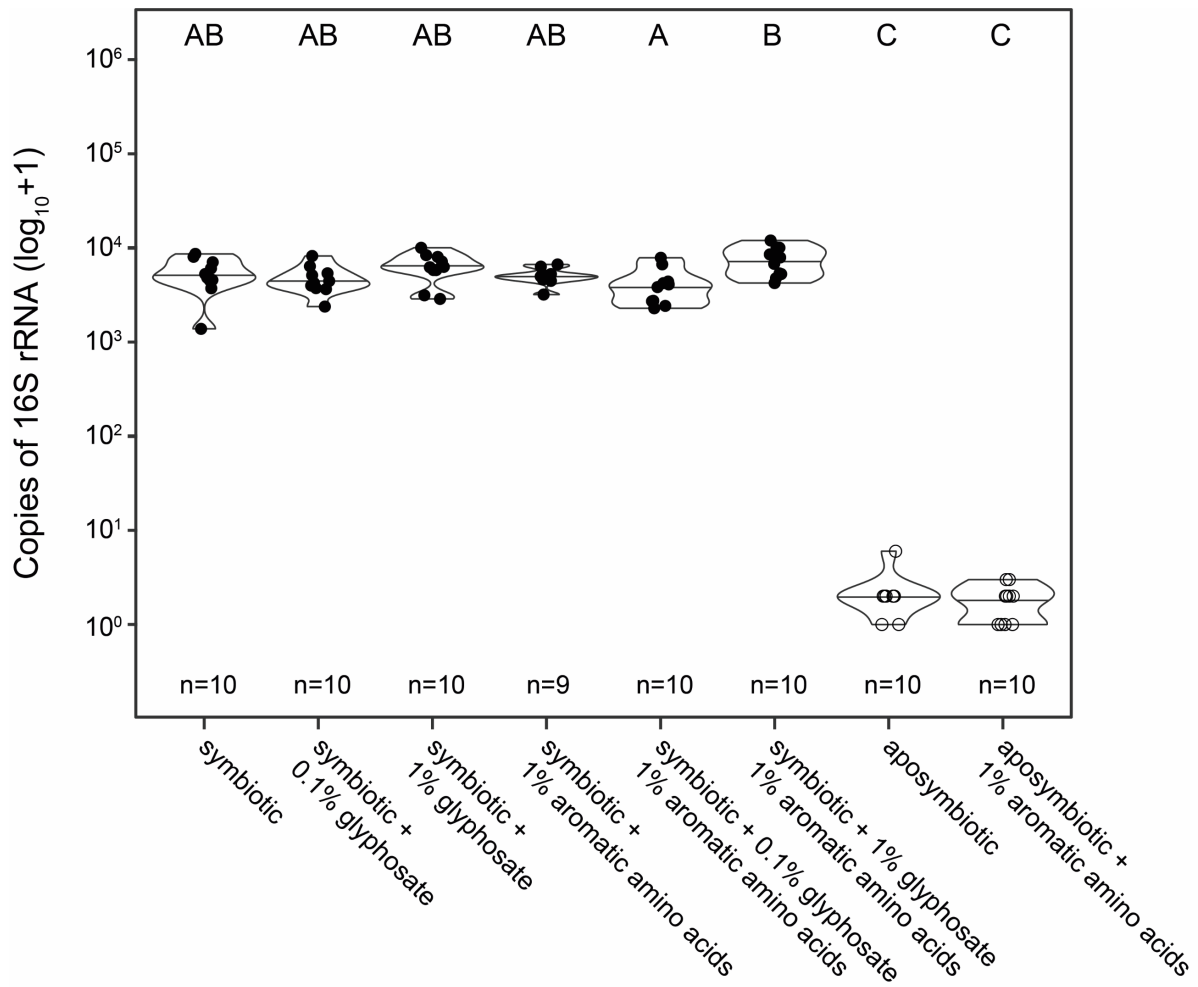 AB AB AB AB A B C C
10⁶
10⁵
10⁴
10³
10²
10¹
10⁰
Copies of 16S rRNA (log₁₀+1)
n=10 n=10 n=10 n=9 n=10 n=10 n=10 n=10
symbiotic
symbiotic +
0.1% glyphosate
symbiotic +
1% glyphosate
symbiotic +
1% aromatic amino acids
symbiotic + 0.1% glyphosate
1% aromatic amino acids
symbiotic + 1% glyphosate
1% aromatic amino acids
aposymbiotic
aposymbiotic +
1% aromatic amino acids